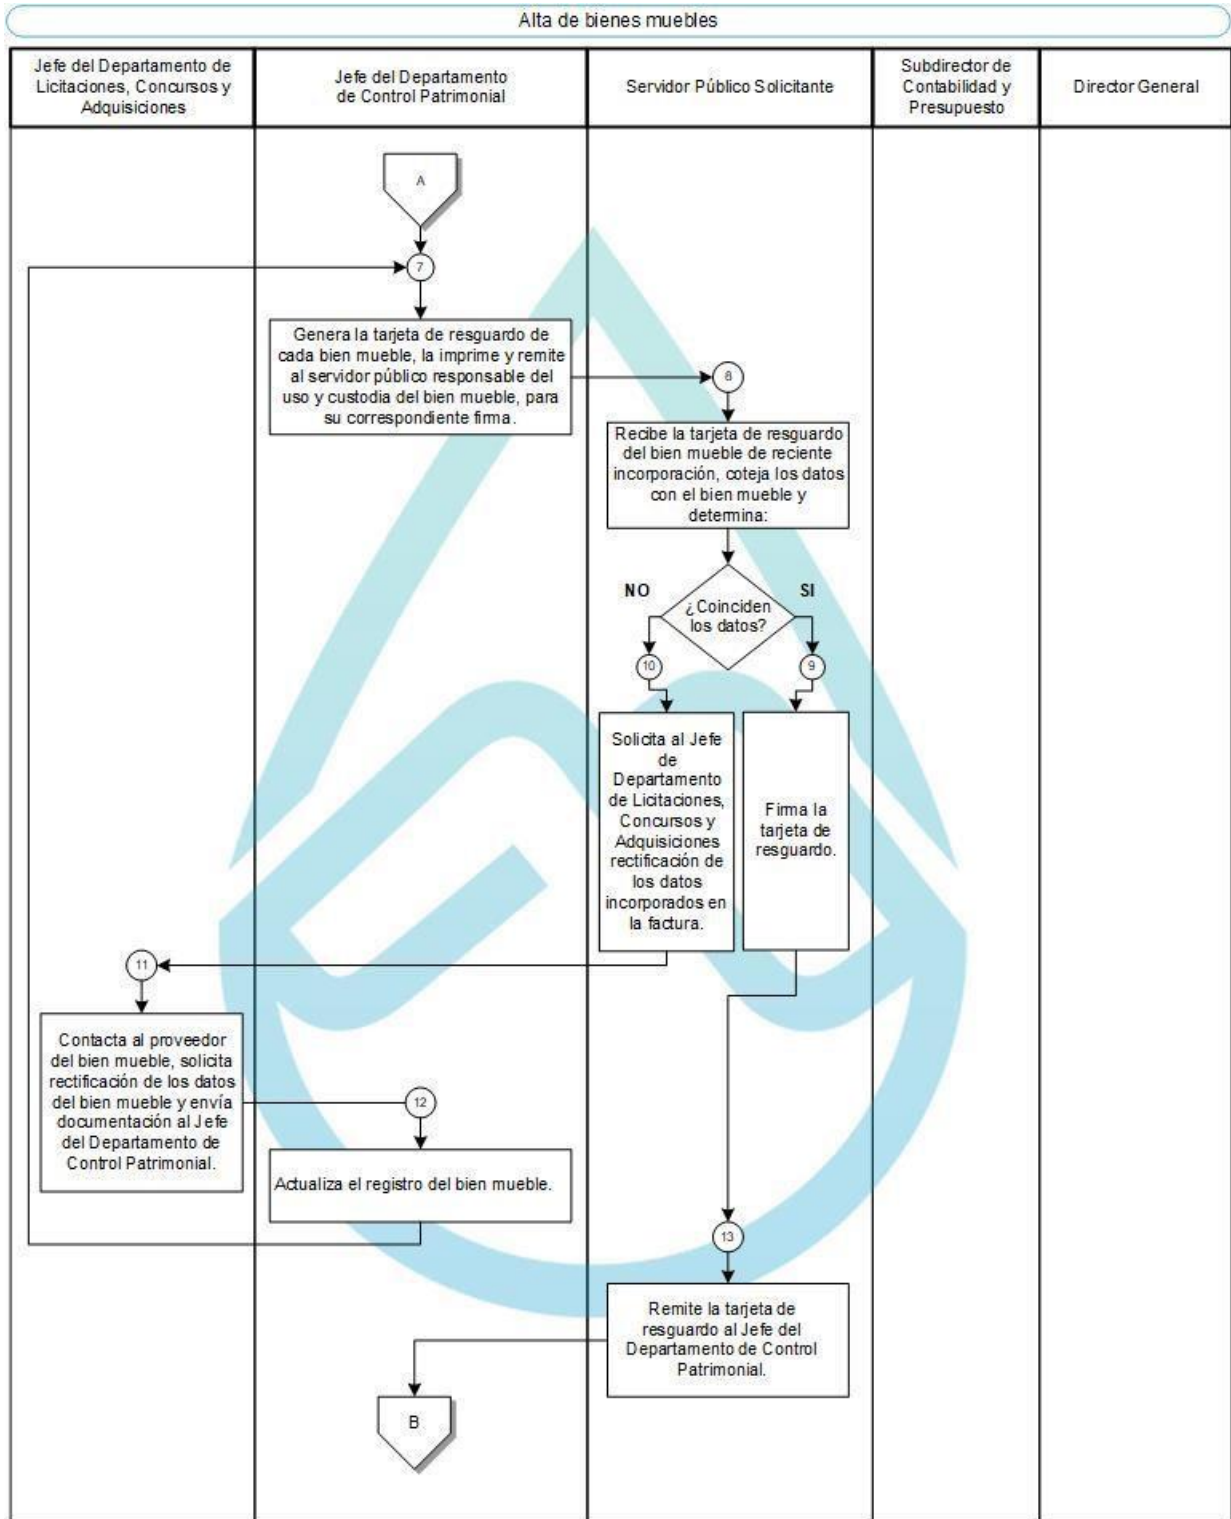 Alta de bienes muebles
Jefe del Departamento de
Licitaciones, Concursos y
Adquisiciones
Jefe del Departamento
de Control Patrimonial
Servidor Público Solicitante
Subdirector de
Contabilidad y
Presupuesto
Director General
A
7
Genera la tarjeta de resguardo de
cada bien mueble, la imprime y remite
al servidor público responsable del
uso y custodia del bien mueble, para
su correspondiente firma.
8
Recibe la tarjeta de resguardo
del bien mueble de reciente
incorporación, coteja los datos
con el bien mueble y
determina:
NO
SI
¿Coinciden
los datos?
10
9
Solicita al Jefe
de
Departamento
de Licitaciones,
Concursos y
Adquisiciones
rectificación de
los datos
incorporados en
la factura.
Firma la
tarjeta de
resguardo.
11
Contacta al proveedor
del bien mueble, solicita
rectificación de los datos
del bien mueble y envía
documentación al Jefe
del Departamento de
Control Patrimonial.
12
Actualiza el registro del bien mueble.
13
Remite la tarjeta de
resguardo al Jefe del
Departamento de Control
Patrimonial.
B